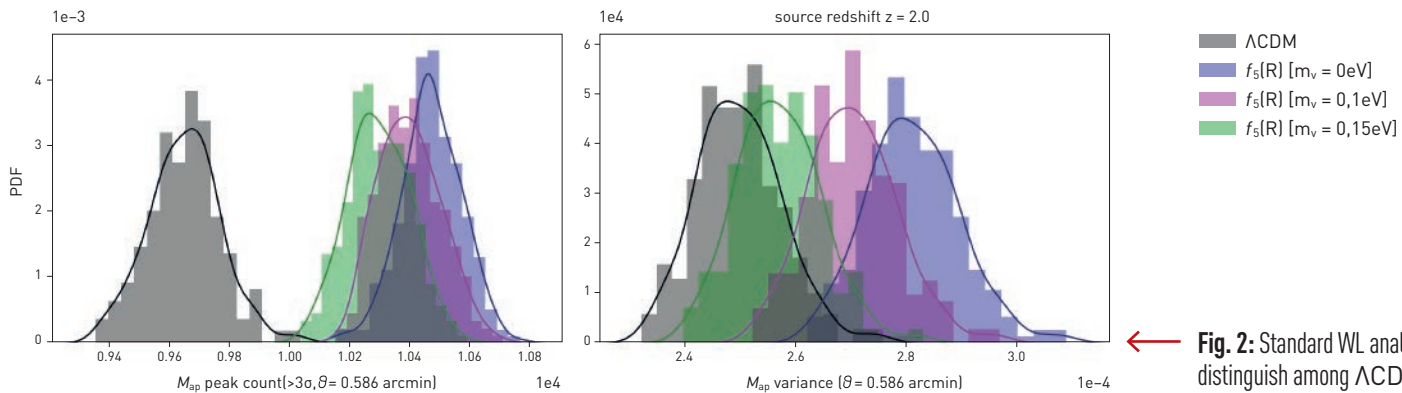 1e−3
PDF
4
3
2
1
0
0.94 0.96 0.98 1.00 1.02 1.04 1.06 1.08
Map peak count(>3σ,θ = 0.586 arcmin) 1e4
1e4 source redshift z = 2.0
6
5
4
3
2
1
0
2.4 2.6 2.8 3.0
Map variance (θ = 0.586 arcmin) 1e−4
ΛCDM
f5(R) [mν = 0eV]
f5(R) [mν = 0,1eV]
f5(R) [mν = 0,15eV]
Fig. 2: Standard WL anal
distinguish among ΛCD